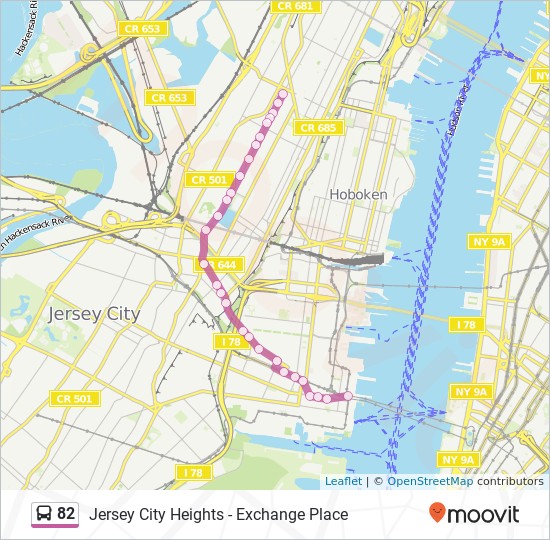 CR 681
Hackensack River
CR 653
NY
CR 653
Hudson River
CR 685
CR 501
Hoboken
Hackensack River
NY 9A
CR 644
Jersey City
I 78
I 78
NY 9A
CR 501
NY 9A
I 78
Leaflet | © OpenStreetMap contributors
82 Jersey City Heights - Exchange Place
moovit